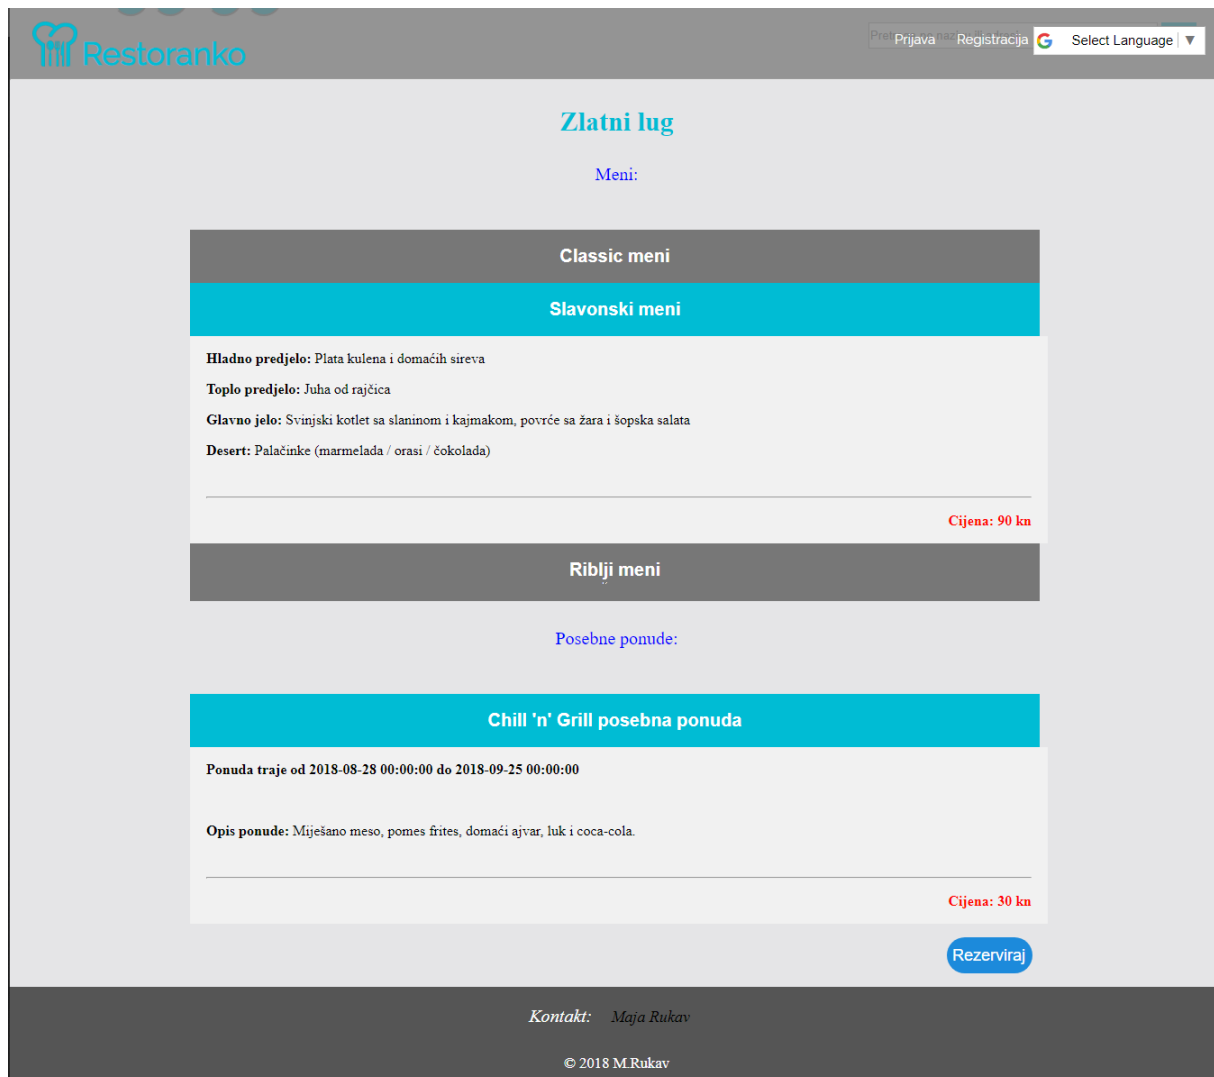 Restoranko
Prijava Registracija Select Language ▼
Zlatni lug
Meni:
Classic meni
Slavonski meni
Hladno predjelo: Plata kulena i domaćih sireva
Toplo predjelo: Juha od rajčica
Glavno jelo: Svinjski kotlet sa slaninom i kajmakom, povrće sa žara i šopska salata
Desert: Palačinke (marmelada / orasi / čokolada)
Cijena: 90 kn
Riblji meni
Posebne ponude:
Chill 'n' Grill posebna ponuda
Ponuda traje od 2018-08-28 00:00:00 do 2018-09-25 00:00:00
Opis ponude: Miješano meso, pomes frites, domaći ajvar, luk i coca-cola.
Cijena: 30 kn
Rezerviraj
Kontakt: Maja Rukav
© 2018 M.Rukav